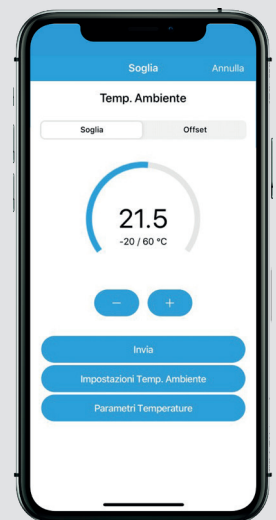 Soglia Annulla
Temp. Ambiente
Soglia Offset
21.5
-20 / 60 °C
− +
Invia
Impostazioni Temp. Ambiente
Parametri Temperature